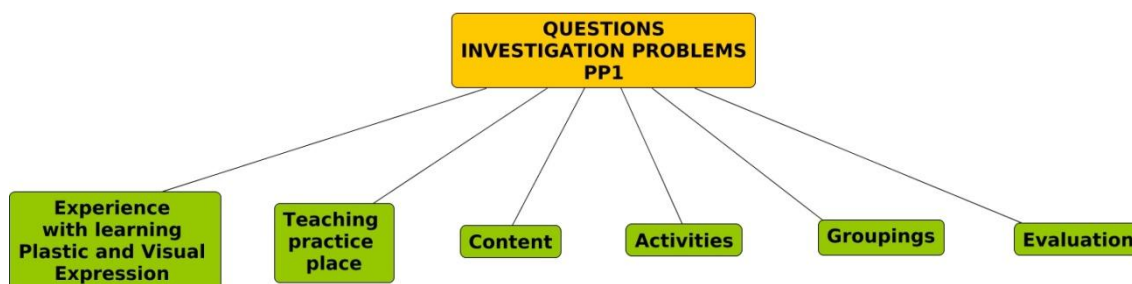 QUESTIONS
INVESTIGATION PROBLEMS
PP1
Experience
with learning
Plastic and Visual
Expression
Teaching
practice
place
Content
Activities
Groupings
Evaluation